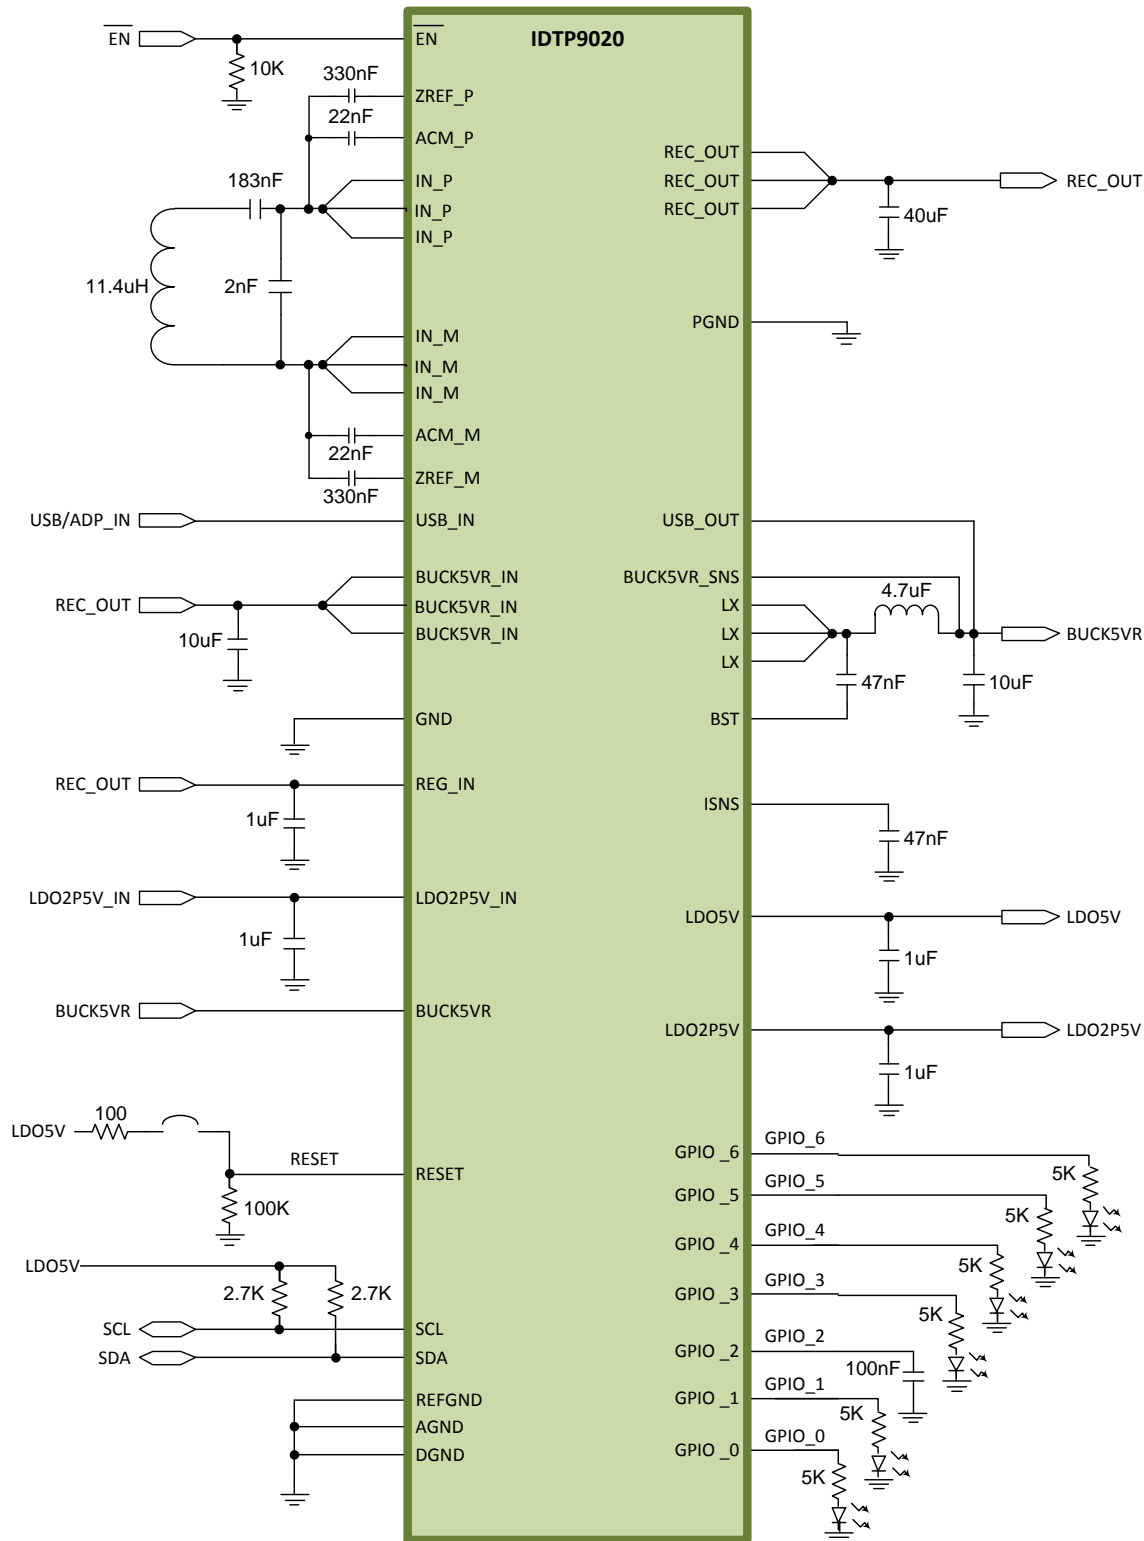 IDTP9020
EN
EN
10K
330nF
ZREF_P
22nF
ACM_P
183nF
IN_P
IN_P
IN_P
11.4uH
2nF
IN_M
IN_M
IN_M
ACM_M
22nF
ZREF_M
330nF
USB/ADP_IN
USB_IN
BUCK5VR_IN
REC_OUT
BUCK5VR_IN
BUCK5VR_IN
10uF
GND
REC_OUT
REG_IN
1uF
LDO2P5V_IN
LDO2P5V_IN
1uF
BUCK5VR
BUCK5VR
100
LDO5V
RESET
RESET
100K
LDO5V
2.7K
2.7K
SCL
SCL
SDA
SDA
REFGND
AGND
DGND
REC_OUT
REC_OUT
REC_OUT
REC_OUT
40uF
PGND
USB_OUT
BUCK5VR_SNS
4.7uF
LX
LX
LX
BUCK5VR
47nF
10uF
BST
ISNS
47nF
LDO5V
LDO5V
1uF
LDO2P5V
LDO2P5V
1uF
GPIO _6
GPIO_6
5K
GPIO _5
GPIO_5
5K
GPIO _4
GPIO_4
5K
GPIO _3
GPIO_3
5K
GPIO _2
GPIO_2
100nF
GPIO _1
GPIO_1
5K
GPIO _0
GPIO_0
5K